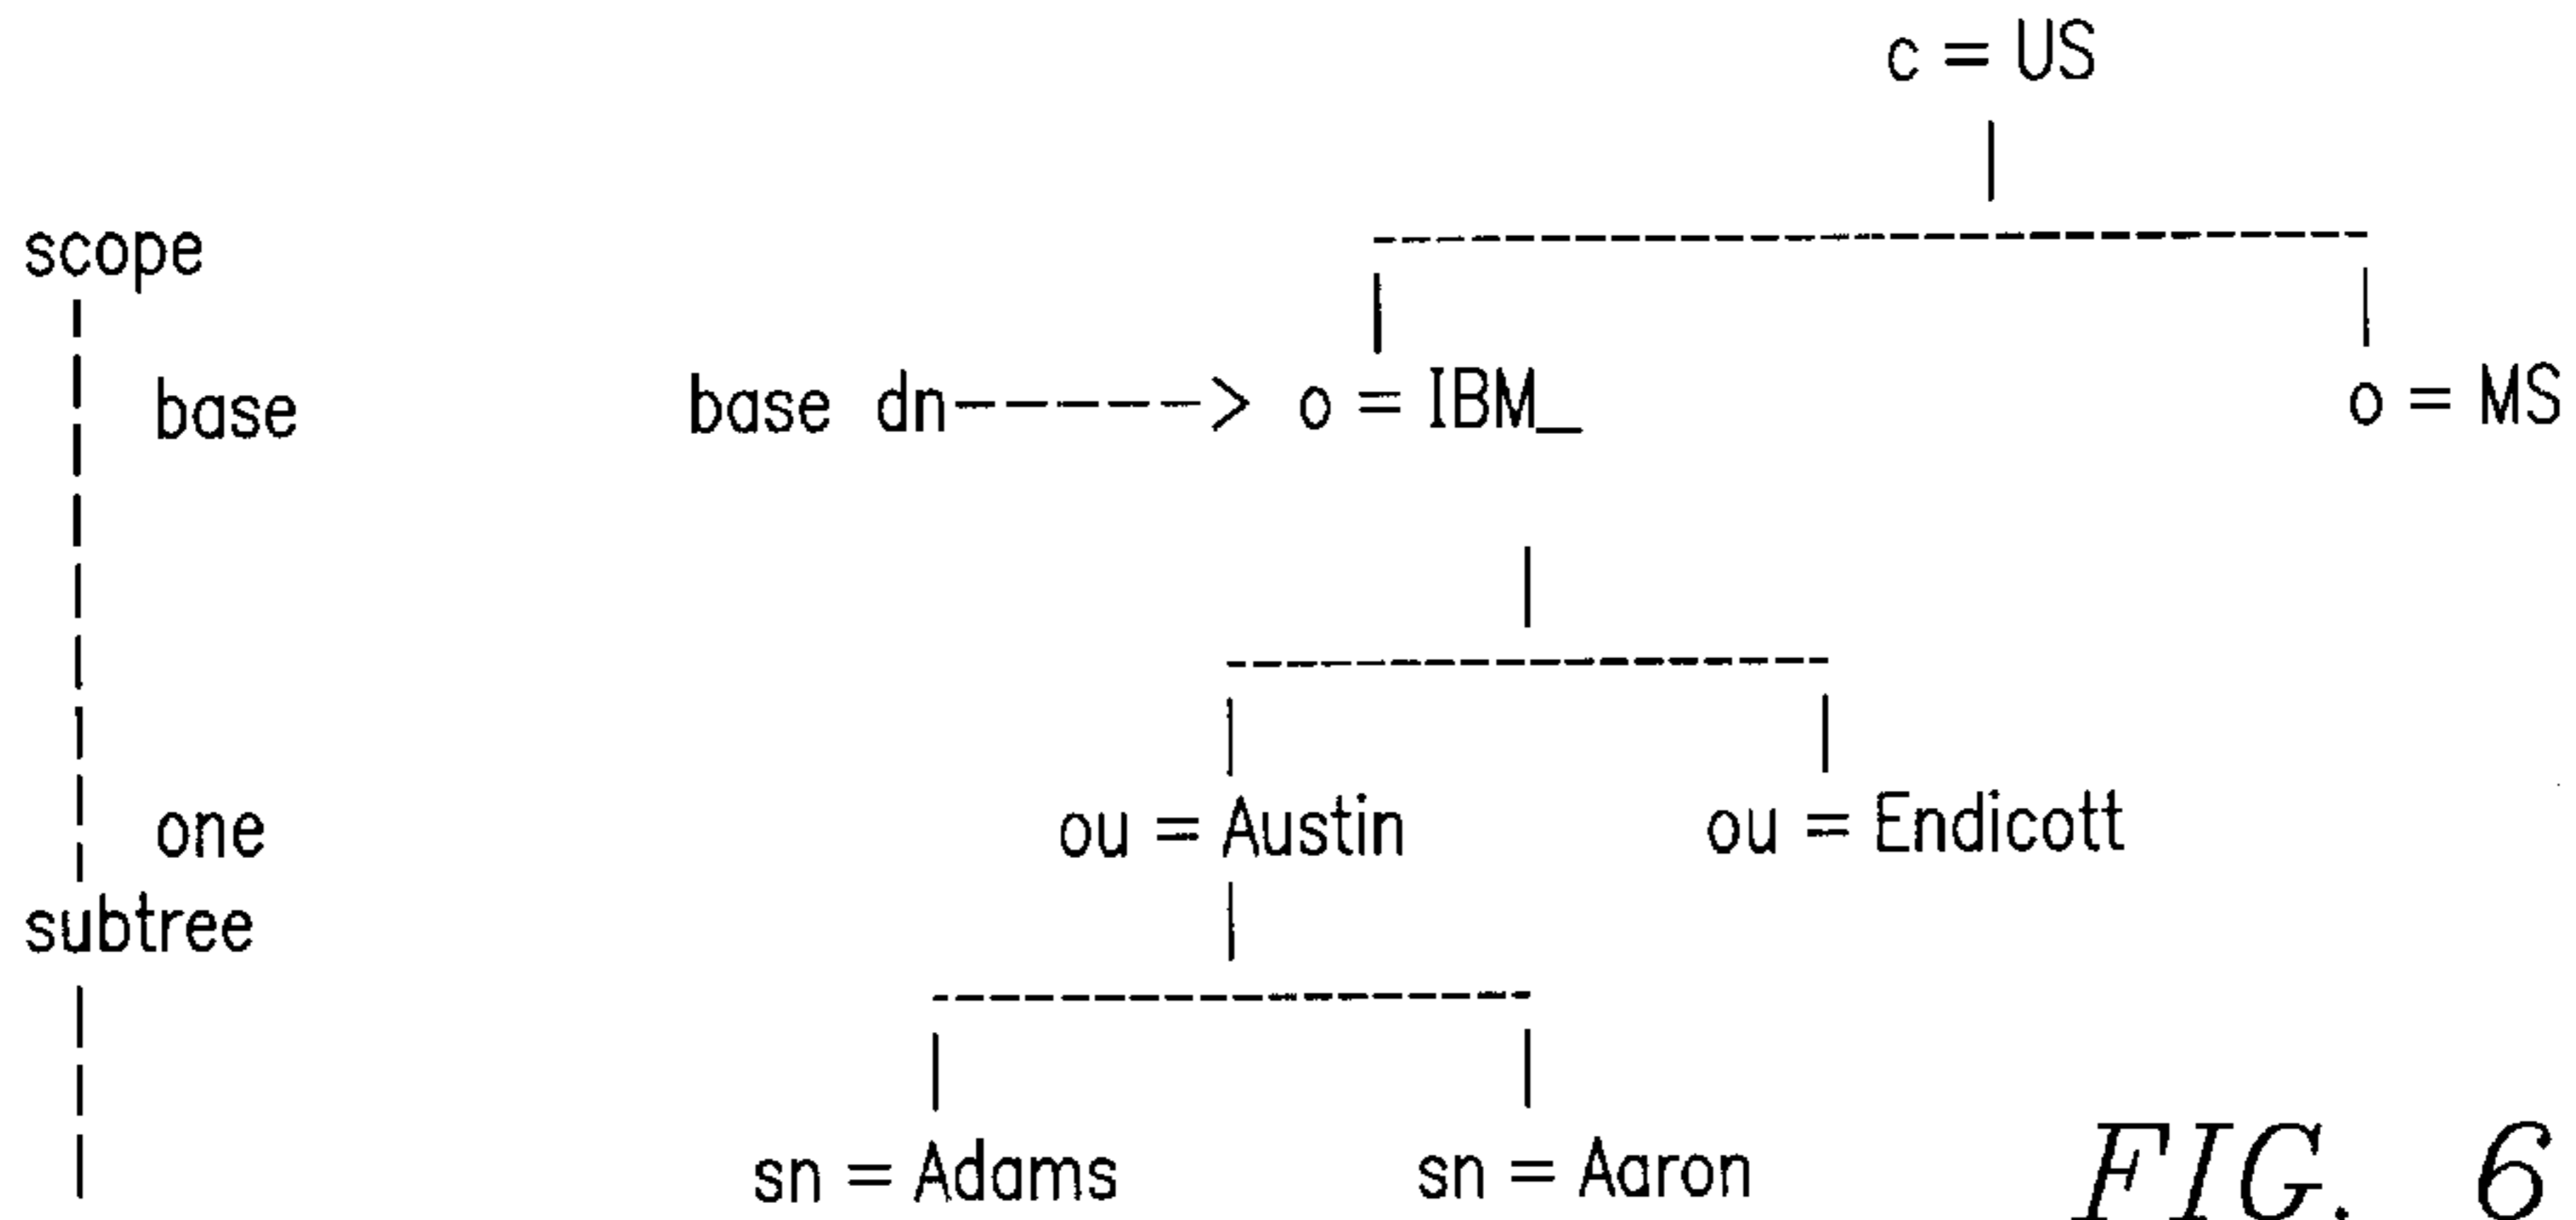 c = US
scope
base base dn------> o = IBM_ o = MS
one ou = Austin ou = Endicott
subtree
sn = Adams sn = Aaron
FIG. 6